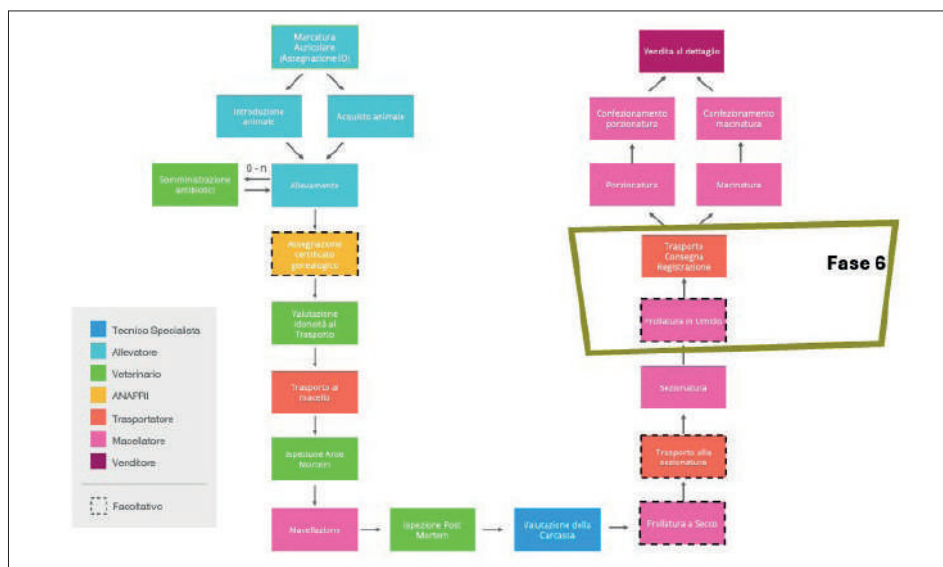 Marcatura
Auricolare
(Assegnazione ID)
Introduzione
animale
Acquisto animale
0 - n
Somministrazione
antibiotici
Allevamento
Assegnazione
certificato
genealogico
Valutazione
idoneità al
Trasporto
Trasporto al
macello
Ispezione Ante
Mortem
Macellazione
Ispezione Post
Mortem
Valutazione della
Carcassa
Frollatura a Secco
Trasporto alla
sezionatura
Sezionatura
Frollatura in Umido
Trasporto
Consegna
Registrazione
Fase 6
Porzionatura
Macinatura
Confezionamento
porzionatura
Confezionamento
macinatura
Vendita al dettaglio
Tecnico Specialista
Allevatore
Veterinario
ANAPRI
Trasportatore
Macellatore
Venditore
Facoltativo